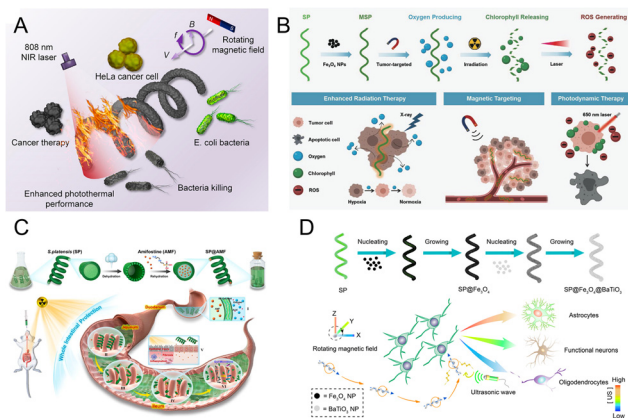 A
808 nm
NIR laser
HeLa cancer cell
B
f
V
Rotating
magnetic field
Cancer therapy
E. coli bacteria
Enhanced photothermal
performance
Bacteria killing
B
SP
MSP
Oxygen Producing
Chlorophyll Releasing
ROS Generating
Fe3O4 NPs
Tumor-targeted
Irradiation
Laser
Enhanced Radiation Therapy
Magnetic Targeting
Photodynamic Therapy
Tumor cell
Apoptotic cell
Oxygen
Chlorophyll
ROS
X-ray
Hypoxia
Normoxia
650 nm laser
C
S.platensis (SP)
Amifostine (AMF)
SP@AMF
Dehydration
Rehydration
Whole Intestinal Protection
D
Nucleating
Growing
Nucleating
Growing
SP
SP@Fe3O4
SP@Fe3O4@BaTiO3
Z
Y
X
Rotating magnetic field
Astrocytes
Functional neurons
Oligodendrocytes
Ultrasonic wave
= Fe3O4 NP
= BaTiO3 NP
High
[ US ]
Low